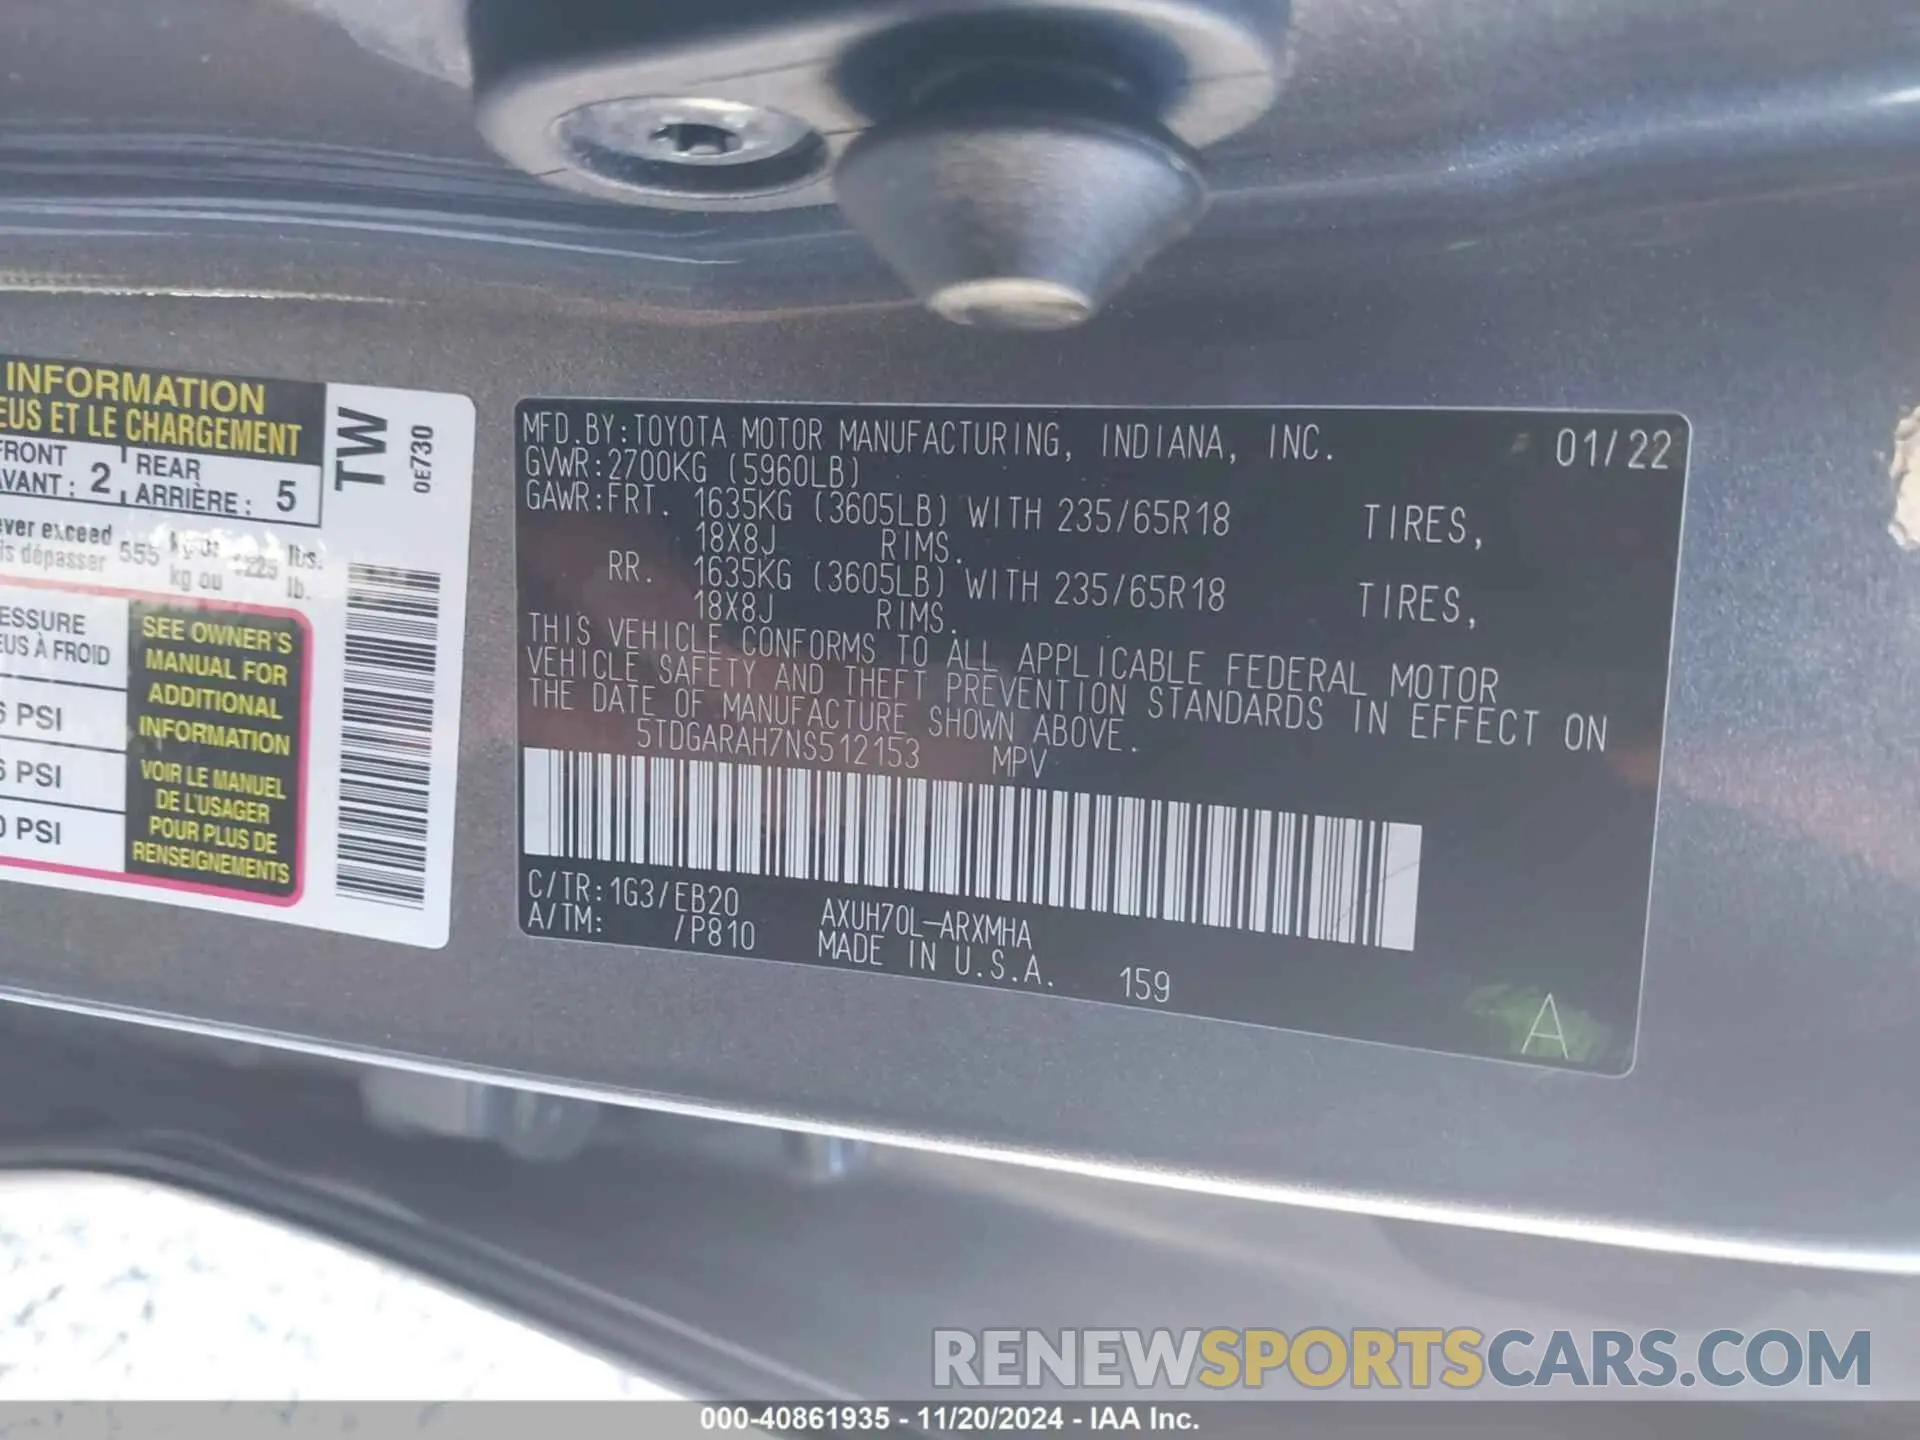 INFORMATION
EUS ET LE CHARGEMENT
FRONT
AVANT : 2
REAR
ARRIÈRE : 5
ever exceed
is dépasser 555
kg ou
lbs.
lb.
ESSURE
EUS À FROID
6 PSI
6 PSI
0 PSI
SEE OWNER'S
MANUAL FOR
ADDITIONAL
INFORMATION
VOIR LE MANUEL
DE L'USAGER
POUR PLUS DE
RENSEIGNEMENTS
TW
0E730
MFD.BY:TOYOTA MOTOR MANUFACTURING, INDIANA, INC. 01/22
GVWR:2700KG (5960LB)
GAWR:FRT. 1635KG (3605LB) WITH 235/65R18 TIRES,
18X8J RIMS.
RR. 1635KG (3605LB) WITH 235/65R18 TIRES,
18X8J RIMS.
THIS VEHICLE CONFORMS TO ALL APPLICABLE FEDERAL MOTOR
VEHICLE SAFETY AND THEFT PREVENTION STANDARDS IN EFFECT ON
THE DATE OF MANUFACTURE SHOWN ABOVE.
5TDGARAH7NS512153 MPV
C/TR:1G3/EB20
A/TM: /P810
AXUH70L-ARXMHA
MADE IN U.S.A. 159
A
RENEWSPORTSCARS.COM
000-40861935 - 11/20/2024 - IAA Inc.